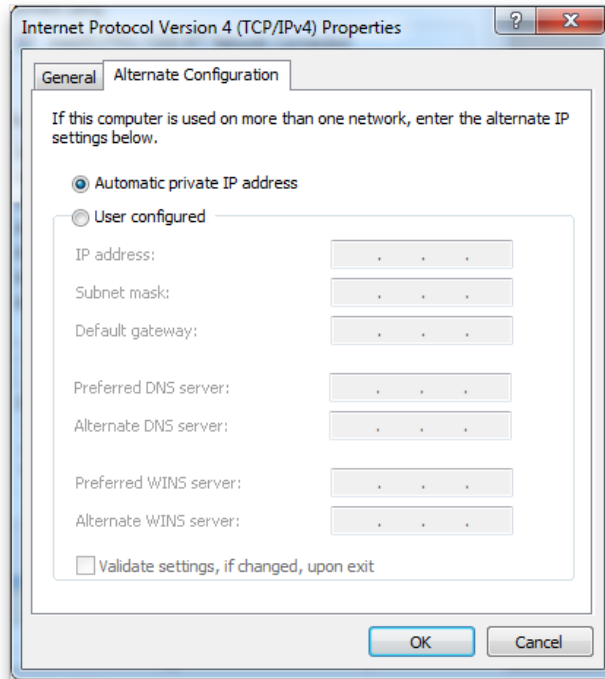 Internet Protocol Version 4 (TCP/IPv4) Properties
?
General
Alternate Configuration
If this computer is used on more than one network, enter the alternate IP
settings below.
Automatic private IP address
User configured
IP address:
Subnet mask:
Default gateway:
Preferred DNS server:
Alternate DNS server:
Preferred WINS server:
Alternate WINS server:
Validate settings, if changed, upon exit
OK
Cancel